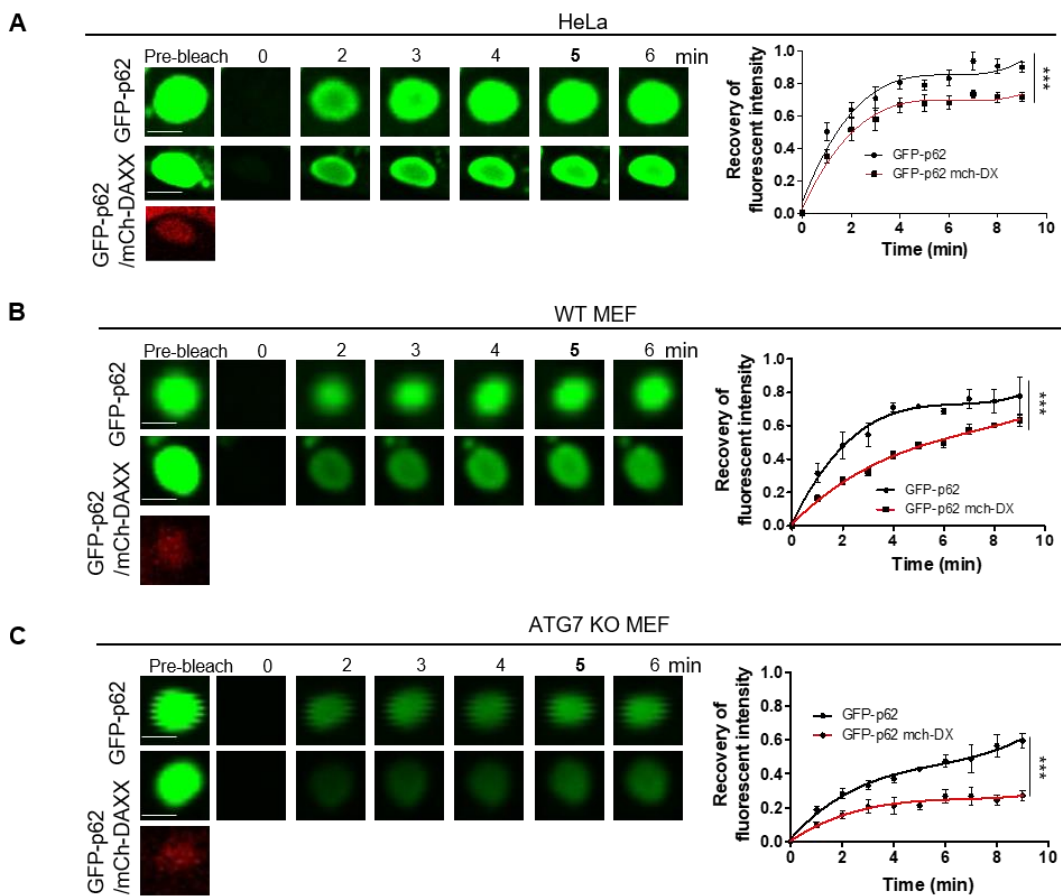 A
HeLa
Pre-bleach 0 2 3 4 5 6 min
GFP-p62
GFP-p62
/mCh-DAXX
Recovery of
fluorescent intensity
1.0
0.8
0.6
0.4
0.2
0.0
GFP-p62
GFP-p62 mch-DX
***
0 2 4 6 8 10
Time (min)
B
WT MEF
Pre-bleach 0 2 3 4 5 6 min
GFP-p62
GFP-p62
/mCh-DAXX
Recovery of
fluorescent intensity
1.0
0.8
0.6
0.4
0.2
0.0
GFP-p62
GFP-p62 mch-DX
***
0 2 4 6 8 10
Time (min)
C
ATG7 KO MEF
Pre-bleach 0 2 3 4 5 6 min
GFP-p62
GFP-p62
/mCh-DAXX
Recovery of
fluorescent intensity
1.0
0.8
0.6
0.4
0.2
0.0
GFP-p62
GFP-p62 mch-DX
***
0 2 4 6 8 10
Time (min)